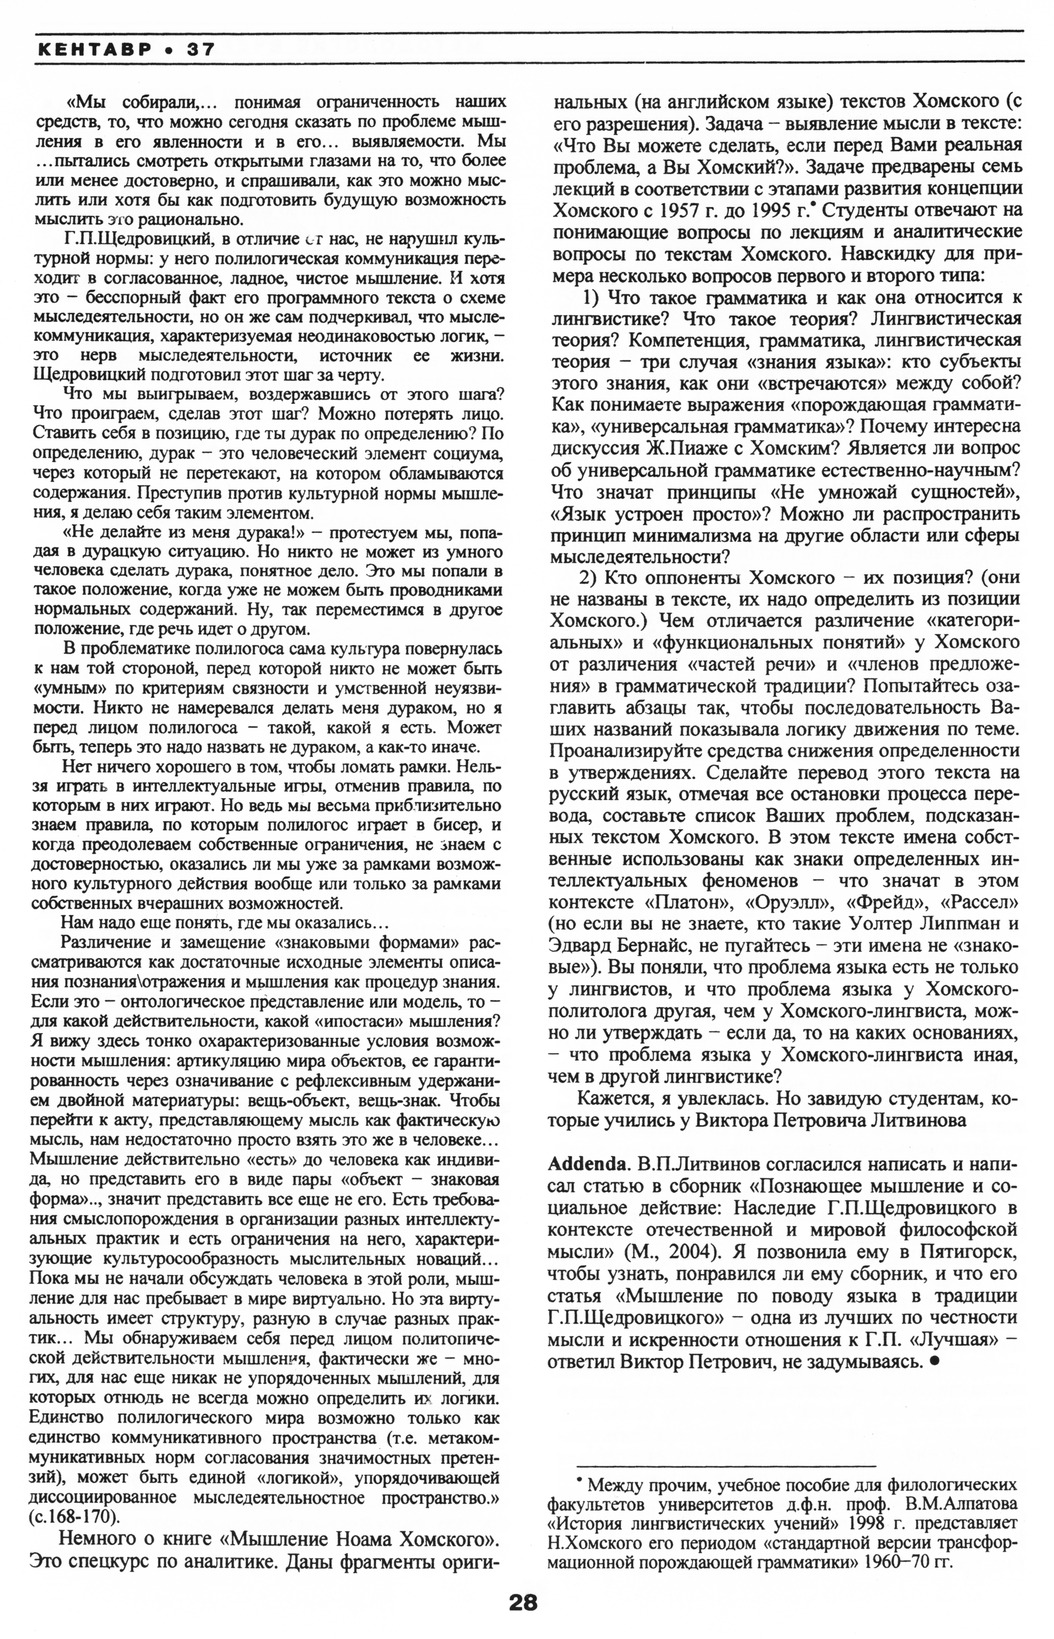 КЕНТАВР • 37
«Мы собирали,... понимая ограниченность наших
средств, то, что можно сегодня сказать по проблеме мыш-
ления в его явленности и в его... выявляемости. Мы
...пытались смотреть открытыми глазами на то, что более
или менее достоверно, и спрашивали, как это можно мыс-
лить или хотя бы как подготовить будущую возможность
мыслить это рационально.
Г.П.Щедровицкий, в отличие от нас, не нарушил куль-
турной нормы: у него полилогическая коммуникация пере-
ходит в согласованное, ладное, чистое мышление. И хотя
это – бесспорный факт его программного текста о схеме
мыследеятельности, но он же сам подчеркивал, что мысле-
коммуникация, характеризуемая неодинаковостью логик, –
это нерв мыследеятельности, источник ее жизни.
Щедровицкий подготовил этот шаг за черту.
Что мы выигрываем, воздержавшись от этого шага?
Что проиграем, сделав этот шаг? Можно потерять лицо.
Ставить себя в позицию, где ты дурак по определению? По
определению, дурак – это человеческий элемент социума,
через который не перетекают, на котором обламываются
содержания. Преступив против культурной нормы мышле-
ния, я делаю себя таким элементом.
«Не делайте из меня дурака!» – протестуем мы, попа-
дая в дурацкую ситуацию. Но никто не может из умного
человека сделать дурака, понятное дело. Это мы попали в
такое положение, когда уже не можем быть проводниками
нормальных содержаний. Ну, так переместимся в другое
положение, где речь идет о другом.
В проблематике полилогоса сама культура повернулась
к нам той стороной, перед которой никто не может быть
«умным» по критериям связности и умственной неуязви-
мости. Никто не намеревался делать меня дураком, но я
перед лицом полилогоса – такой, какой я есть. Может
быть, теперь это надо назвать не дураком, а как-то иначе.
Нет ничего хорошего в том, чтобы ломать рамки. Нель-
зя играть в интеллектуальные игры, отменив правила, по
которым в них играют. Но ведь мы весьма приблизительно
знаем правила, по которым полилогос играет в бисер, и
когда преодолеваем собственные ограничения, не знаем с
достоверностью, оказались ли мы уже за рамками возмож-
ного культурного действия вообще или только за рамками
собственных вчерашних возможностей.
Нам надо еще понять, где мы оказались...
Различение и замещение «знаковыми формами» рас-
сматриваются как достаточные исходные элементы описа-
ния познания\отражения и мышления как процедур знания.
Если это – онтологическое представление или модель, то –
для какой действительности, какой «ипостаси» мышления?
Я вижу здесь тонко охарактеризованные условия возмож-
ности мышления: артикуляцию мира объектов, ее гаранти-
рованность через означивание с рефлексивным удержани-
ем двойной материатуры: вещь-объект, вещь-знак. Чтобы
перейти к акту, представляющему мысль как фактическую
мысль, нам недостаточно просто взять это же в человеке...
Мышление действительно «есть» до человека как индиви-
да, но представить его в виде пары «объект – знаковая
форма».., значит представить все еще не его. Есть требова-
ния смыслопорождения в организации разных интеллекту-
альных практик и есть ограничения на него, характери-
зующие культуросообразность мыслительных новаций...
Пока мы не начали обсуждать человека в этой роли, мыш-
ление для нас пребывает в мире виртуально. Но эта вирту-
альность имеет структуру, разную в случае разных прак-
тик... Мы обнаруживаем себя перед лицом политопиче-
ской действительности мышления, фактически же – мно-
гих, для нас еще никак не упорядоченных мышлений, для
которых отнюдь не всегда можно определить их логики.
Единство полилогического мира возможно только как
единство коммуникативного пространства (т.е. метаком-
муникативных норм согласования значимостных претен-
зий), может быть единой «логикой», упорядочивающей
диссоциированное мыследеятельностное пространство.»
(с.168-170).
Немного о книге «Мышление Ноама Хомского».
Это спецкурс по аналитике. Даны фрагменты ориги-
нальных (на английском языке) текстов Хомского (с
его разрешения). Задача – выявление мысли в тексте:
«Что Вы можете сделать, если перед Вами реальная
проблема, а Вы Хомский?». Задаче предварены семь
лекций в соответствии с этапами развития концепции
Хомского с 1957 г. до 1995 г.* Студенты отвечают на
понимающие вопросы по лекциям и аналитические
вопросы по текстам Хомского. Навскидку для при-
мера несколько вопросов первого и второго типа:
1) Что такое грамматика и как она относится к
лингвистике? Что такое теория? Лингвистическая
теория? Компетенция, грамматика, лингвистическая
теория – три случая «знания языка»: кто субъекты
этого знания, как они «встречаются» между собой?
Как понимаете выражения «порождающая граммати-
ка», «универсальная грамматика»? Почему интересна
дискуссия Ж.Пиаже с Хомским? Является ли вопрос
об универсальной грамматике естественно-научным?
Что значат принципы «Не умножай сущностей»,
«Язык устроен просто»? Можно ли распространить
принцип минимализма на другие области или сферы
мыследеятельности?
2) Кто оппоненты Хомского – их позиция? (они
не названы в тексте, их надо определить из позиции
Хомского.) Чем отличается различение «категори-
альных» и «функциональных понятий» у Хомского
от различения «частей речи» и «членов предложе-
ния» в грамматической традиции? Попытайтесь оза-
главить абзацы так, чтобы последовательность Ва-
ших названий показывала логику движения по теме.
Проанализируйте средства снижения определенности
в утверждениях. Сделайте перевод этого текста на
русский язык, отмечая все остановки процесса пере-
вода, составьте список Ваших проблем, подсказан-
ных текстом Хомского. В этом тексте имена собст-
венные использованы как знаки определенных ин-
теллектуальных феноменов – что значат в этом
контексте «Платон», «Оруэлл», «Фрейд», «Рассел»
(но если вы не знаете, кто такие Уолтер Липпман и
Эдвард Бернайс, не пугайтесь – эти имена не «знако-
вые»). Вы поняли, что проблема языка есть не только
у лингвистов, и что проблема языка у Хомского-
политолога другая, чем у Хомского-лингвиста, мож-
но ли утверждать – если да, то на каких основаниях,
– что проблема языка у Хомского-лингвиста иная,
чем в другой лингвистике?
Кажется, я увлеклась. Но завидую студентам, ко-
торые учились у Виктора Петровича Литвинова
Addenda. В.П.Литвинов согласился написать и напи-
сал статью в сборник «Познающее мышление и со-
циальное действие: Наследие Г.П.Щедровицкого в
контексте отечественной и мировой философской
мысли» (М., 2004). Я позвонила ему в Пятигорск,
чтобы узнать, понравился ли ему сборник, и что его
статья «Мышление по поводу языка в традиции
Г.П.Щедровицкого» – одна из лучших по честности
мысли и искренности отношения к Г.П. «Лучшая» –
ответил Виктор Петрович, не задумываясь. •
* Между прочим, учебное пособие для филологических
факультетов университетов д.ф.н. проф. В.М.Алпатова
«История лингвистических учений» 1998 г. представляет
Н.Хомского его периодом «стандартной версии трансфор-
мационной порождающей грамматики» 1960–70 гг.
28